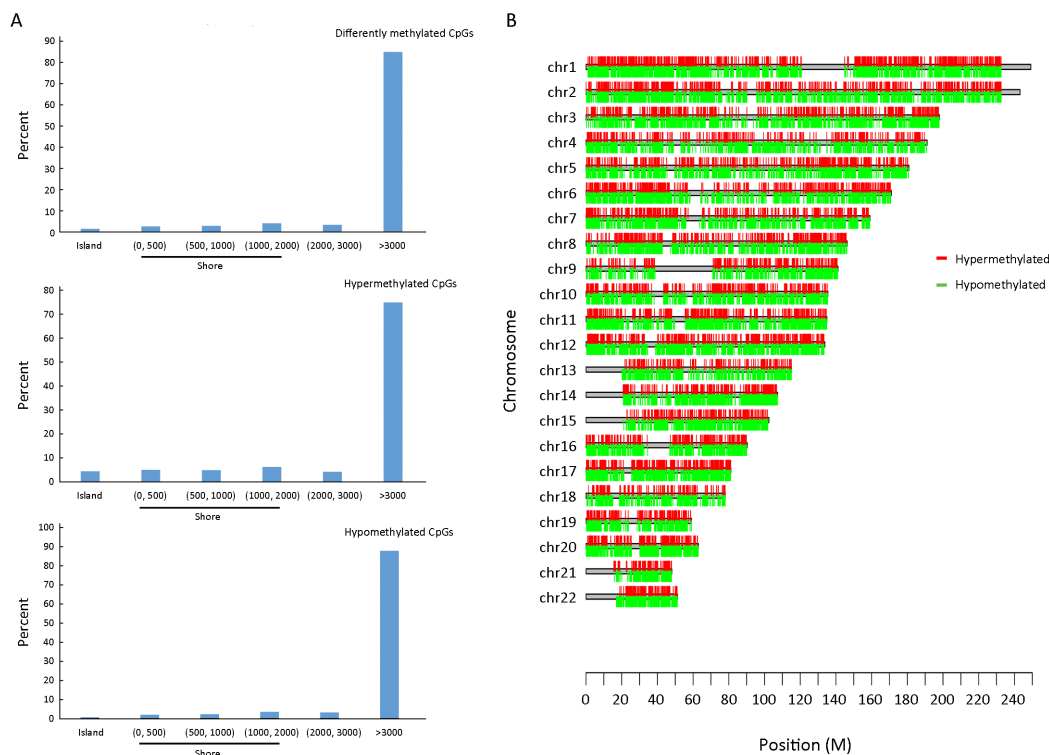 A
Differently methylated CpGs
90
80
70
60
50
40
30
20
10
0
Percent
Island (0, 500) (500, 1000) (1000, 2000) (2000, 3000) >3000
Shore
Hypermethylated CpGs
80
70
60
50
40
30
20
10
0
Percent
Island (0, 500) (500, 1000) (1000, 2000) (2000, 3000) >3000
Shore
Hypomethylated CpGs
100
90
80
70
60
50
40
30
20
10
0
Percent
Island (0, 500) (500, 1000) (1000, 2000) (2000, 3000) >3000
Shore
B
chr1
chr2
chr3
chr4
chr5
chr6
chr7
chr8
chr9
chr10
chr11
chr12
chr13
chr14
chr15
chr16
chr17
chr18
chr19
chr20
chr21
chr22
Chromosome
Hypermethylated
Hypomethylated
0 20 40 60 80 100 120 140 160 180 200 220 240
Position (M)